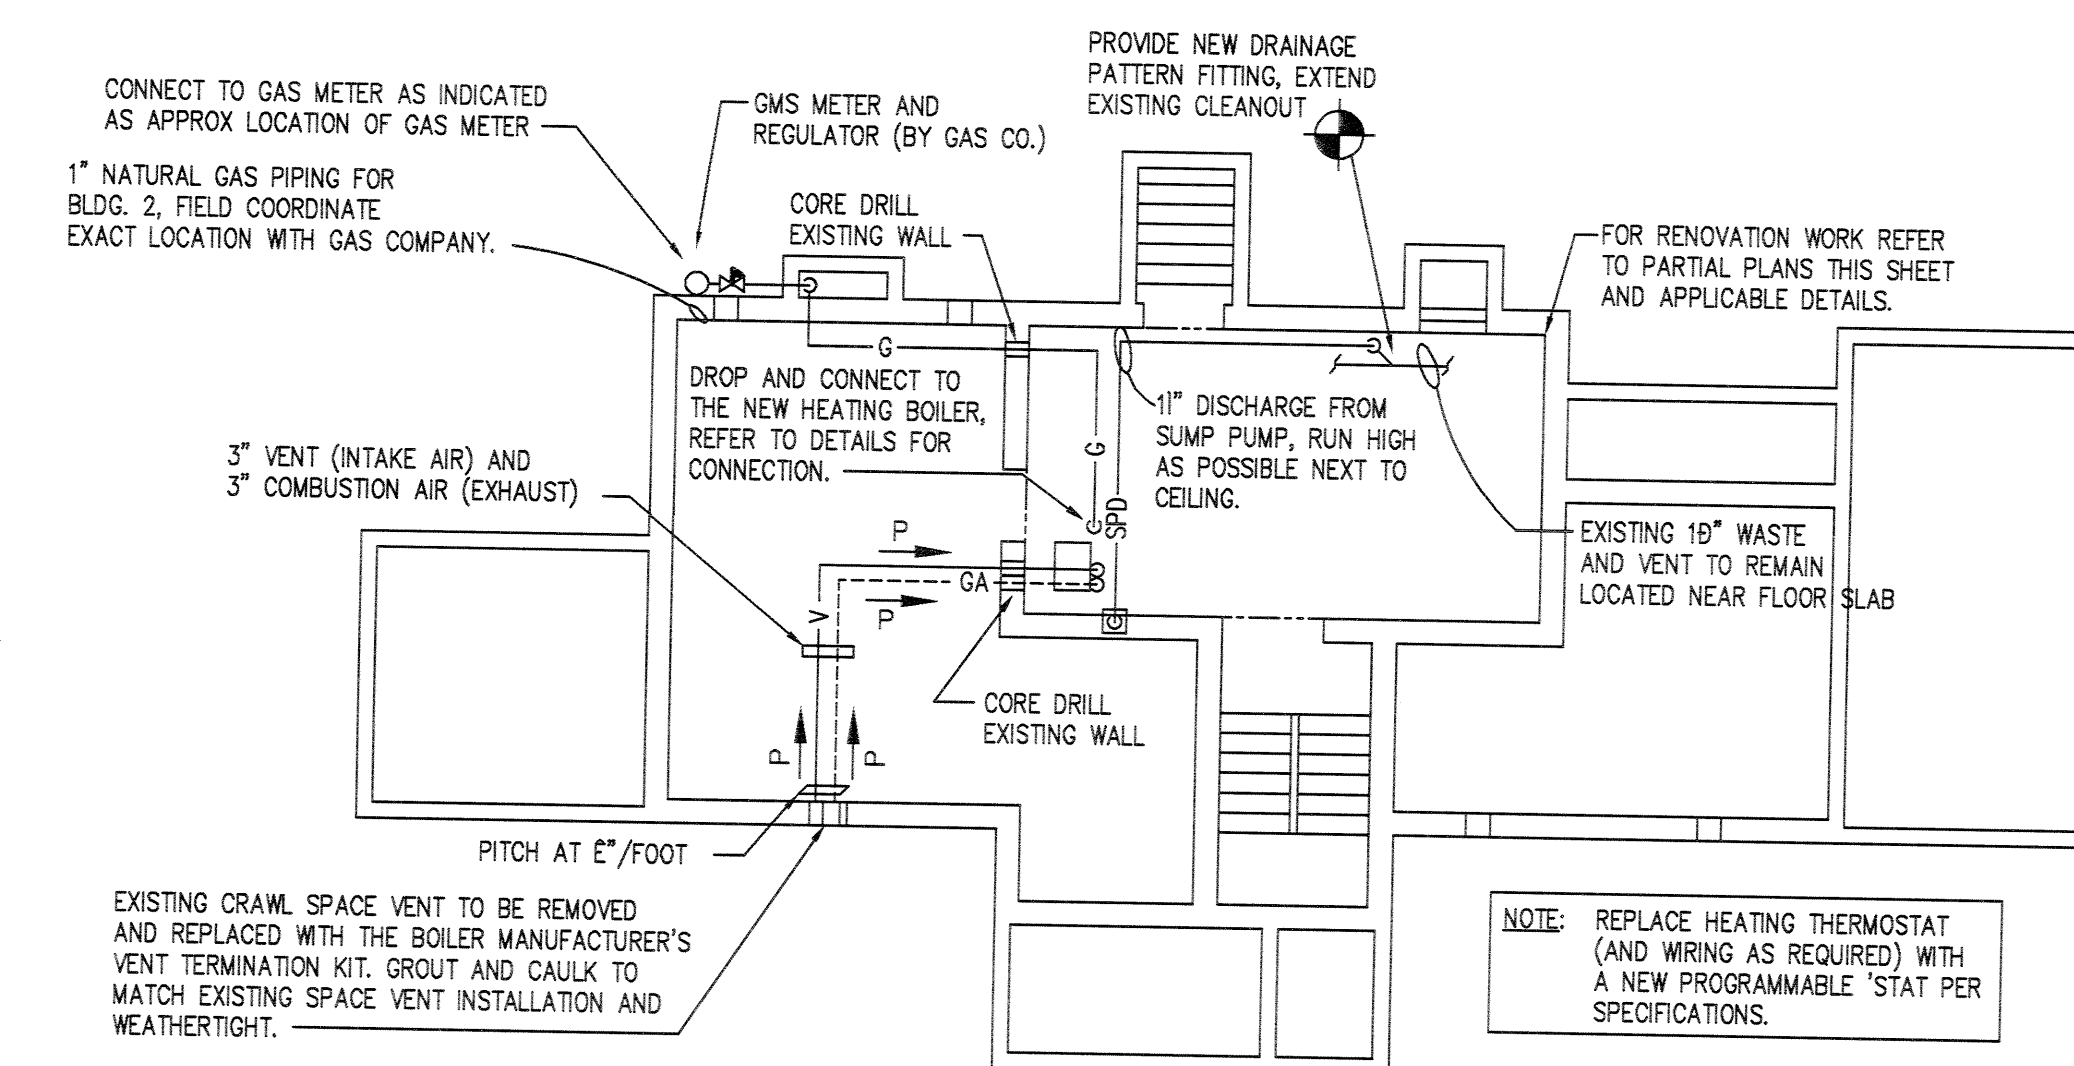 PROVIDE NEW DRAINAGE
PATTERN FITTING, EXTEND
EXISTING CLEANOUT
CONNECT TO GAS METER AS INDICATED
AS APPROX LOCATION OF GAS METER
GMS METER AND
REGULATOR (BY GAS CO.)
1" NATURAL GAS PIPING FOR
BLDG. 2, FIELD COORDINATE
EXACT LOCATION WITH GAS COMPANY.
CORE DRILL
EXISTING WALL
FOR RENOVATION WORK REFER
TO PARTIAL PLANS THIS SHEET
AND APPLICABLE DETAILS.
G
DROP AND CONNECT TO
THE NEW HEATING BOILER,
REFER TO DETAILS FOR
CONNECTION.
G
SPD
DISCHARGE FROM
SUMP PUMP, RUN HIGH
AS POSSIBLE NEXT TO
CEILING.
3" VENT (INTAKE AIR) AND
3" COMBUSTION AIR (EXHAUST)
EXISTING 1Đ" WASTE
AND VENT TO REMAIN
LOCATED NEAR FLOOR SLAB
P
GA
P
V
CORE DRILL
EXISTING WALL
P
P
PITCH AT È"/FOOT
EXISTING CRAWL SPACE VENT TO BE REMOVED
AND REPLACED WITH THE BOILER MANUFACTURER'S
VENT TERMINATION KIT. GROUT AND CAULK TO
MATCH EXISTING SPACE VENT INSTALLATION AND
WEATHERTIGHT.
NOTE: REPLACE HEATING THERMOSTAT
(AND WIRING AS REQUIRED) WITH
A NEW PROGRAMMABLE 'STAT PER
SPECIFICATIONS.